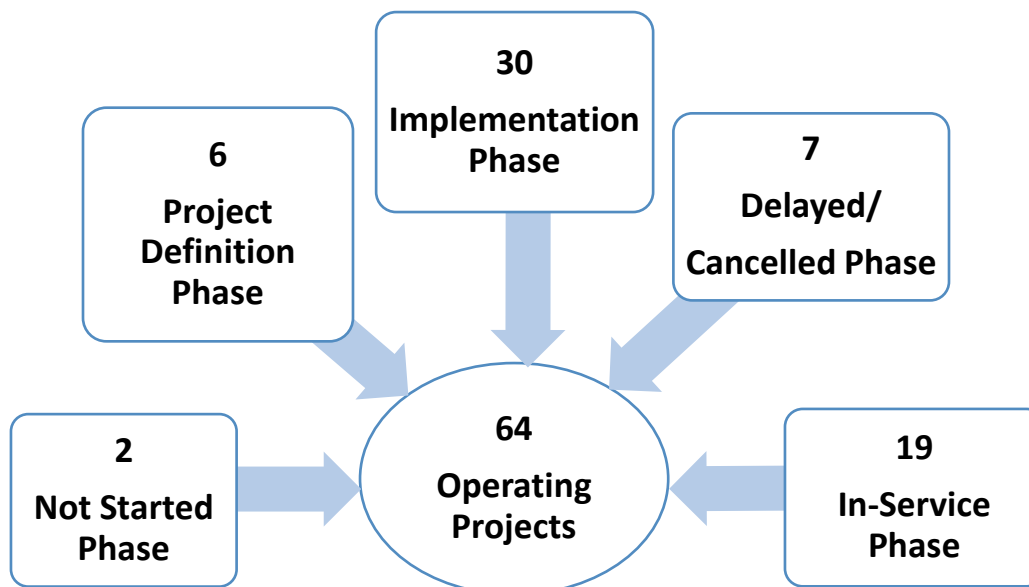 30
Implementation
Phase
6
Project
Definition
Phase
7
Delayed/
Cancelled Phase
2
Not Started
Phase
64
Operating
Projects
19
In-Service
Phase